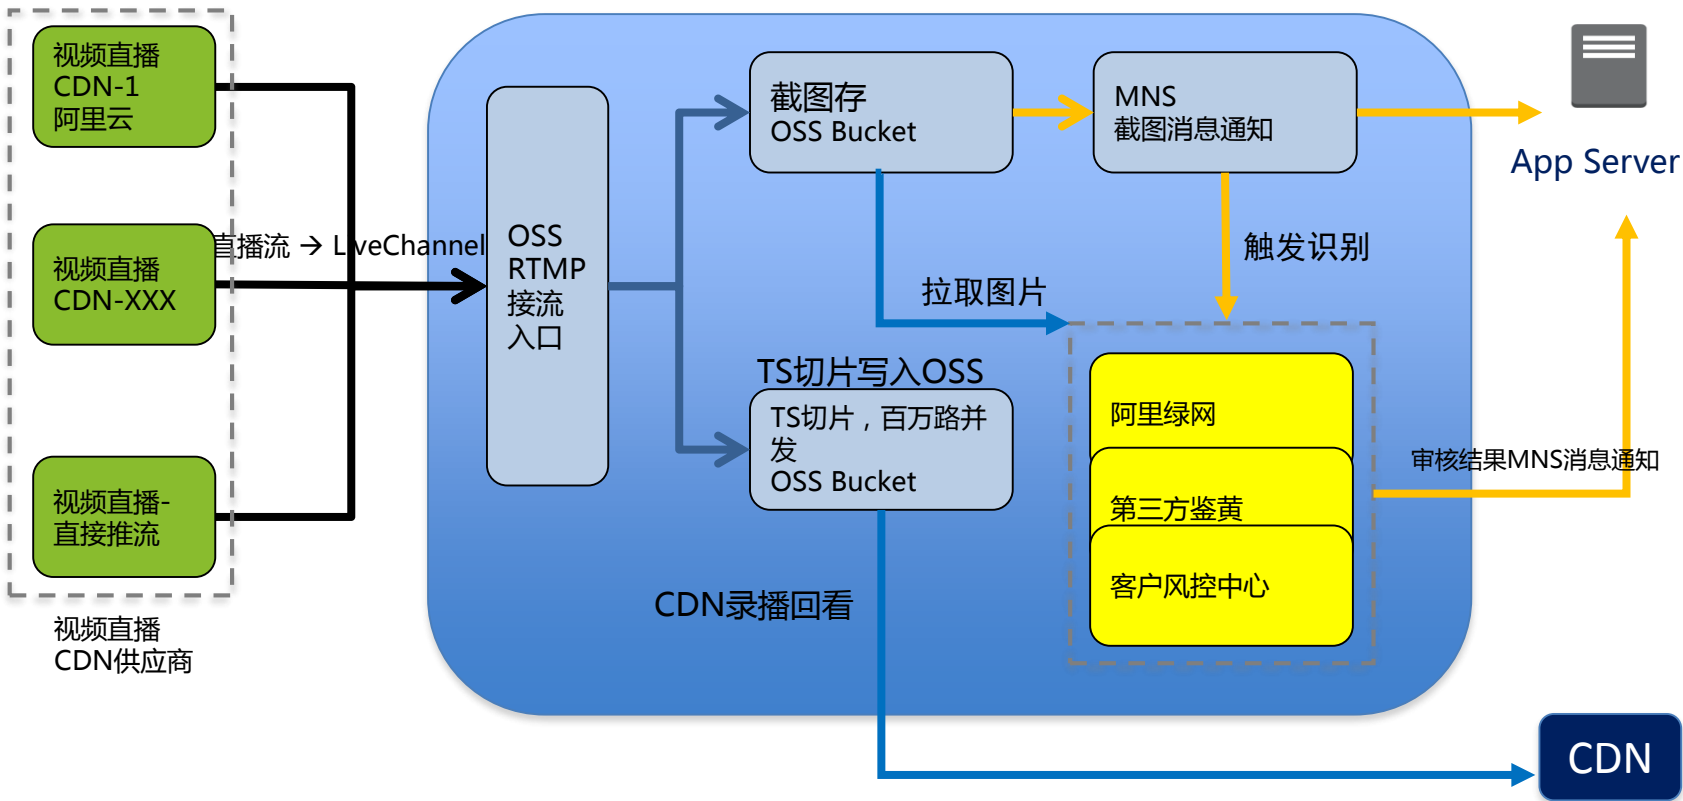 视频直播
CDN-1
阿里云
视频直播
CDN-XXX
视频直播-
直接推流
视频直播
CDN供应商
直播流 → LiveChannel
OSS
RTMP
接流
入口
截图存
OSS Bucket
MNS
截图消息通知
App Server
触发识别
拉取图片
TS切片写入OSS
TS切片，百万路并
发
OSS Bucket
阿里绿网
第三方鉴黄
客户风控中心
审核结果MNS消息通知
CDN录播回看
CDN